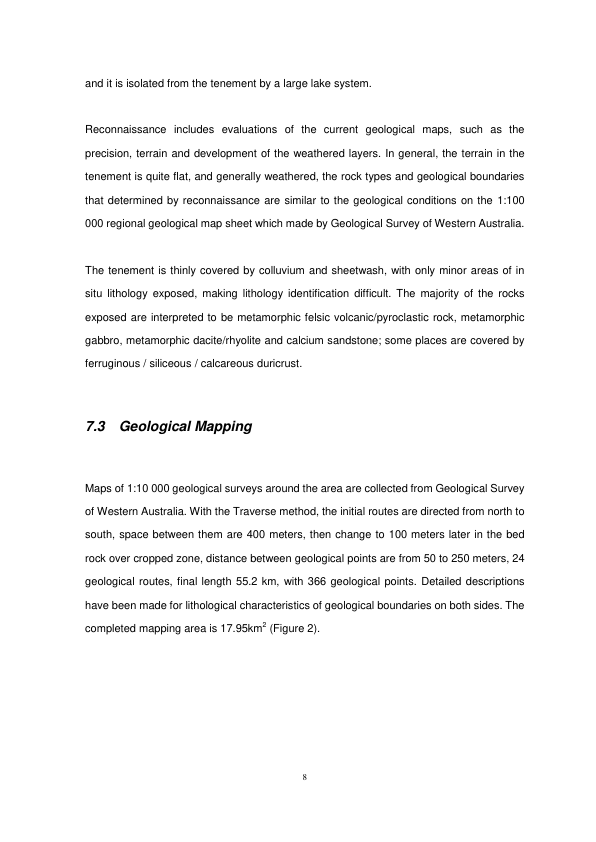 and it is isolated from the tenement by a large lake system.
Reconnaissance includes evaluations of the current geological maps, such as the
precision, terrain and development of the weathered layers. In general, the terrain in the
tenement is quite flat, and generally weathered, the rock types and geological boundaries
that determined by reconnaissance are similar to the geological conditions on the 1:100
000 regional geological map sheet which made by Geological Survey of Western Australia.
The tenement is thinly covered by colluvium and sheetwash, with only minor areas of in
situ lithology exposed, making lithology identification difficult. The majority of the rocks
exposed are interpreted to be metamorphic felsic volcanic/pyroclastic rock, metamorphic
gabbro, metamorphic dacite/rhyolite and calcium sandstone; some places are covered by
ferruginous / siliceous / calcareous duricrust.
7.3 Geological Mapping
Maps of 1:10 000 geological surveys around the area are collected from Geological Survey
of Western Australia. With the Traverse method, the initial routes are directed from north to
south, space between them are 400 meters, then change to 100 meters later in the bed
rock over cropped zone, distance between geological points are from 50 to 250 meters, 24
geological routes, final length 55.2 km, with 366 geological points. Detailed descriptions
have been made for lithological characteristics of geological boundaries on both sides. The
completed mapping area is 17.95km² (Figure 2).
8